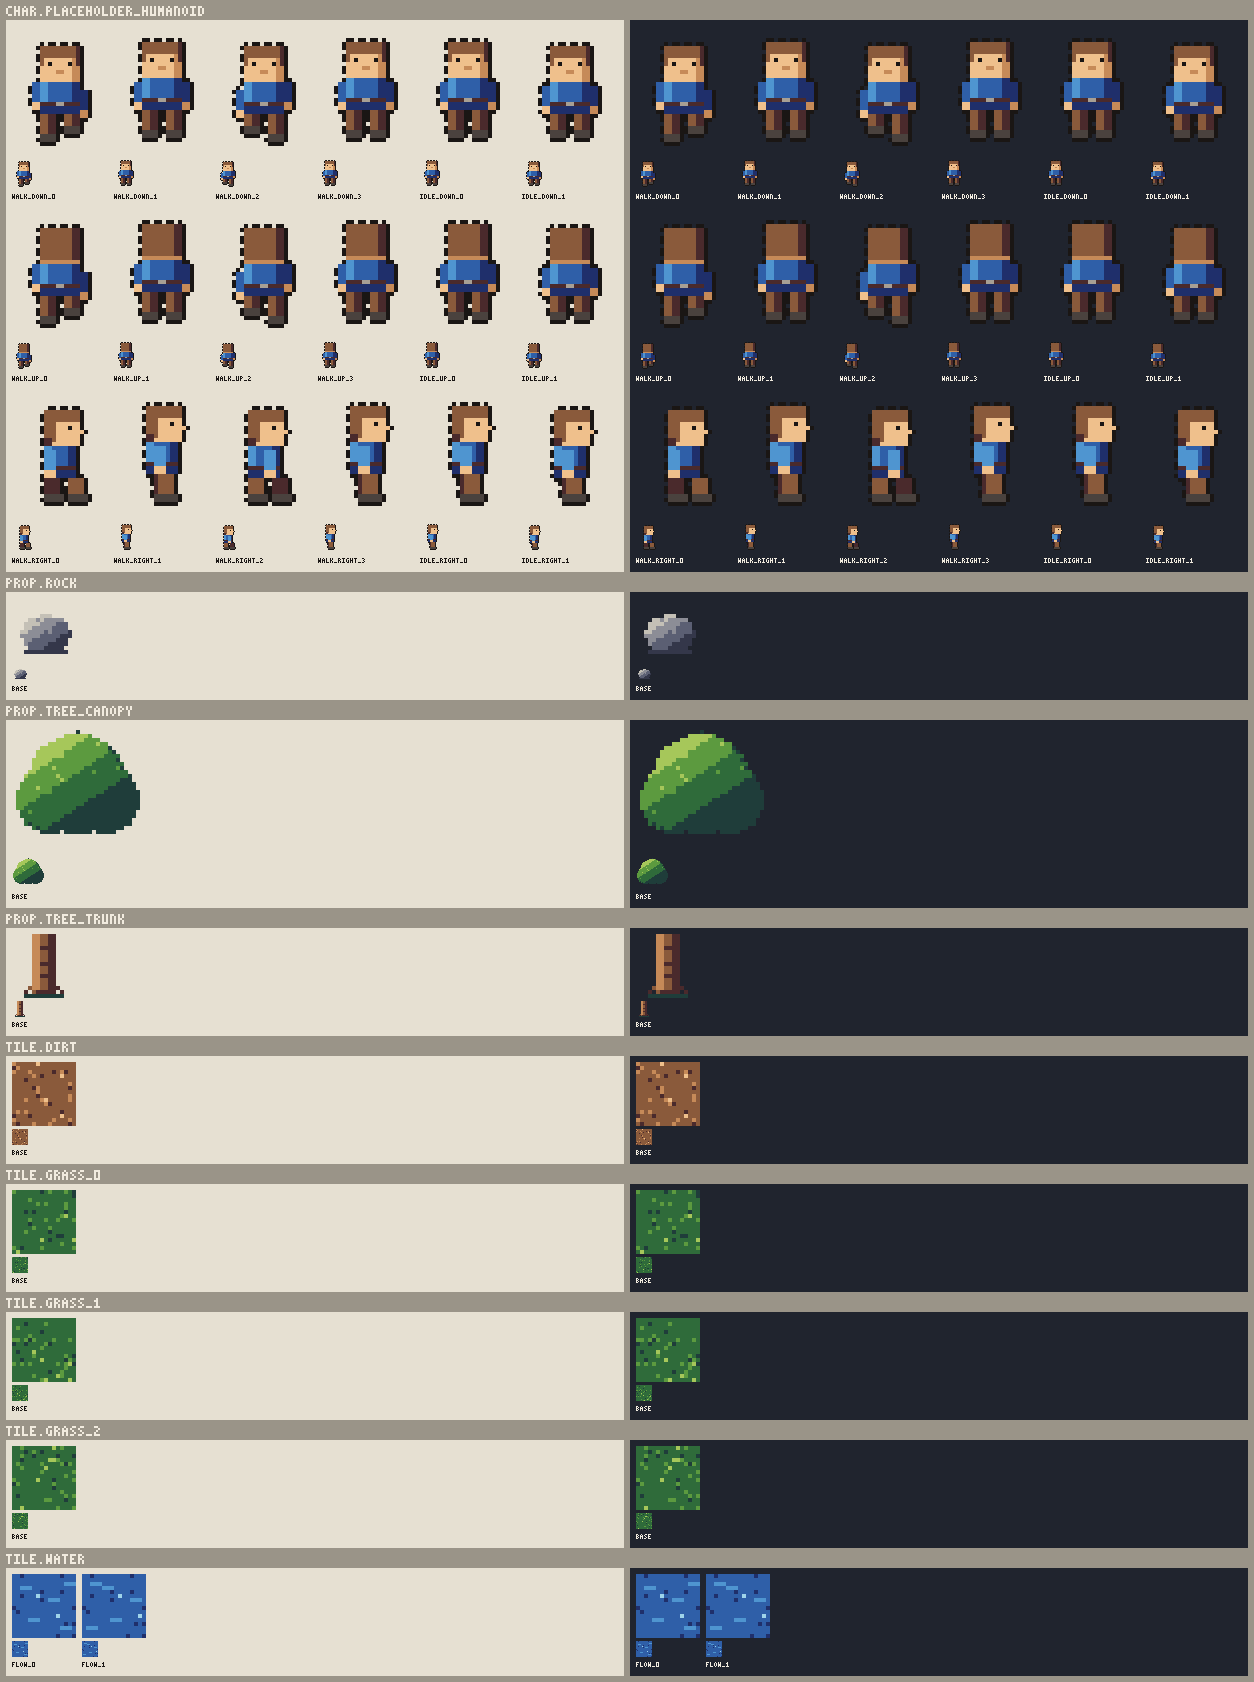 CHAR.PLACEHOLDER_HUMANOID
WALK_DOWN_0 WALK_DOWN_1 WALK_DOWN_2 WALK_DOWN_3 IDLE_DOWN_0 IDLE_DOWN_1 WALK_DOWN_0 WALK_DOWN_1 WALK_DOWN_2 WALK_DOWN_3 IDLE_DOWN_0 IDLE_DOWN_1
WALK_UP_0 WALK_UP_1 WALK_UP_2 WALK_UP_3 IDLE_UP_0 IDLE_UP_1 WALK_UP_0 WALK_UP_1 WALK_UP_2 WALK_UP_3 IDLE_UP_0 IDLE_UP_1
WALK_RIGHT_0 WALK_RIGHT_1 WALK_RIGHT_2 WALK_RIGHT_3 IDLE_RIGHT_0 IDLE_RIGHT_1 WALK_RIGHT_0 WALK_RIGHT_1 WALK_RIGHT_2 WALK_RIGHT_3 IDLE_RIGHT_0 IDLE_RIGHT_1
PROP.ROCK
BASE BASE
PROP.TREE_CANOPY
BASE BASE
PROP.TREE_TRUNK
BASE BASE
TILE.DIRT
BASE BASE
TILE.GRASS_0
BASE BASE
TILE.GRASS_1
BASE BASE
TILE.GRASS_2
BASE BASE
TILE.WATER
FLOW_0 FLOW_1 FLOW_0 FLOW_1